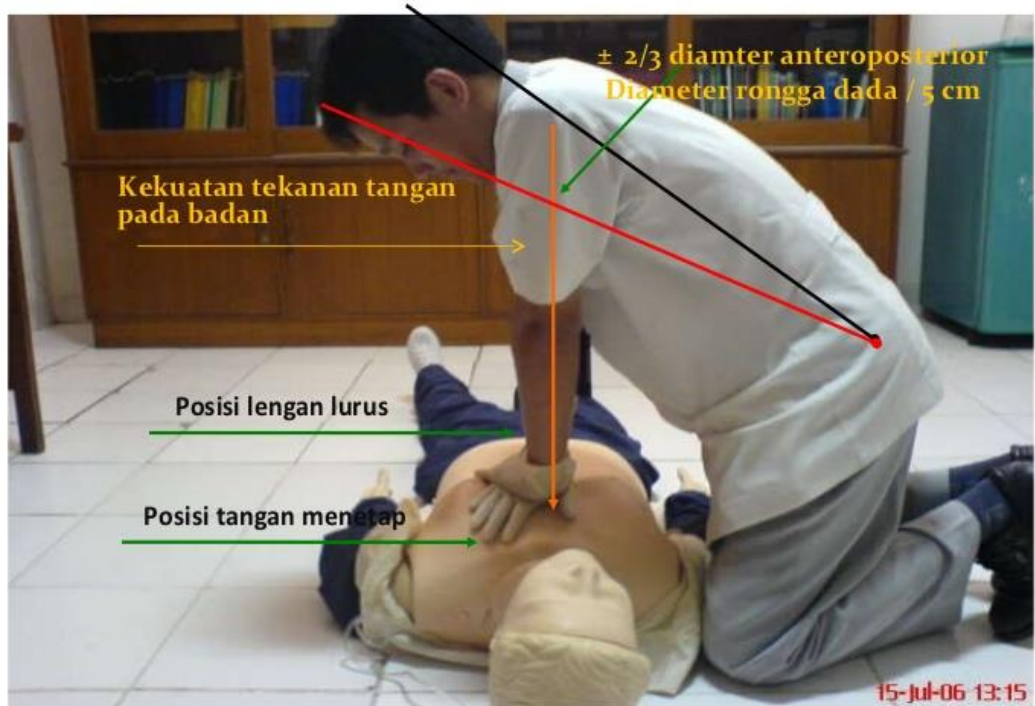 ± 2/3 diamter anteroposterior
Diameter rongga dada / 5 cm
Kekuatan tekanan tangan
pada badan
Posisi lengan lurus
Posisi tangan menetap
15-Jul-06 13:15